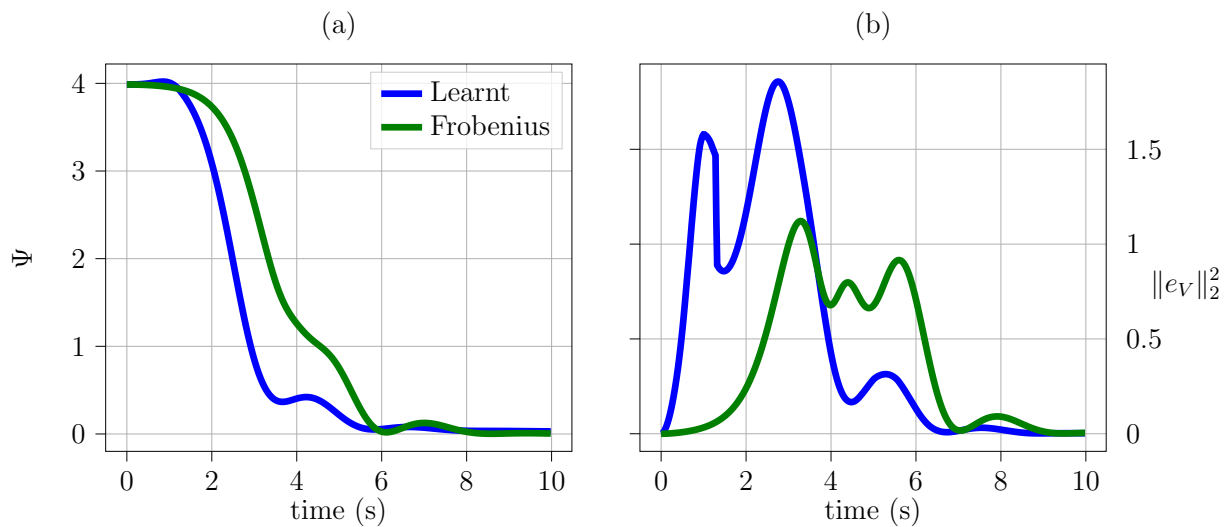 (a)
(b)
Learnt
Frobenius
4
3
2
1
0
Ψ
0 2 4 6 8 10
time (s)
1.5
1
0.5
0
‖e_V‖₂²
0 2 4 6 8 10
time (s)